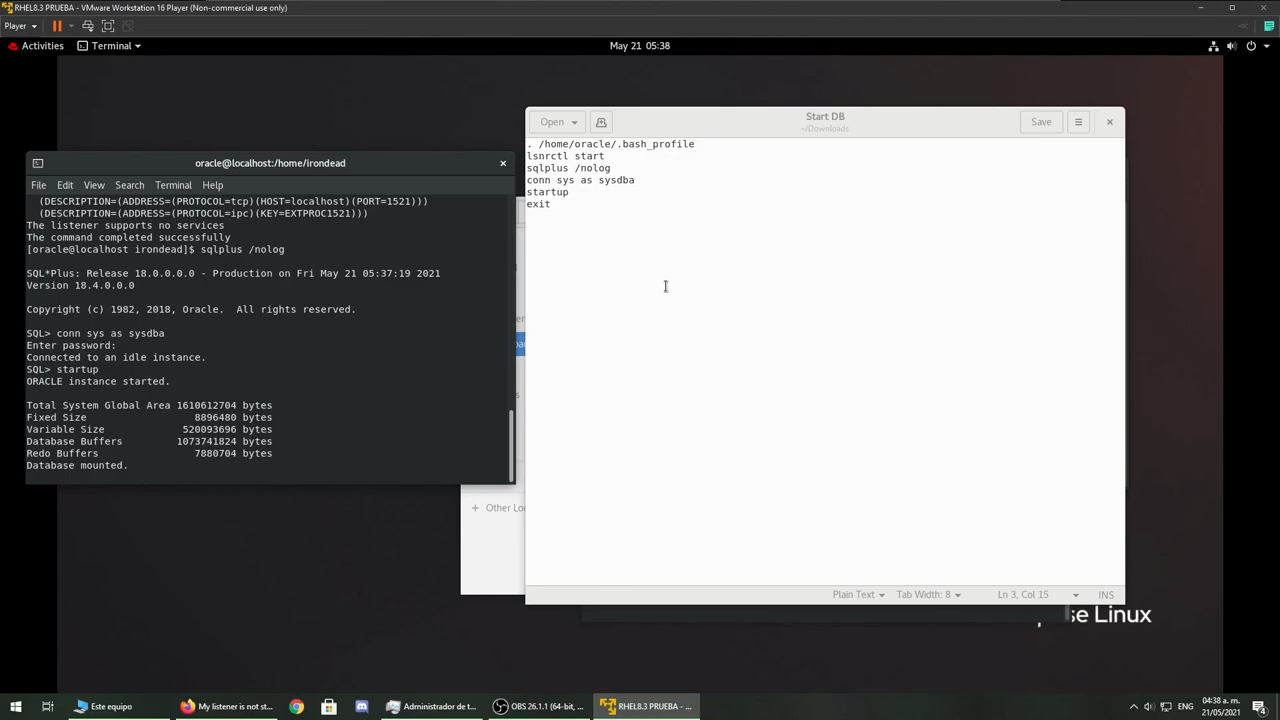 RHEL8.3 PRUEBA - VMware Workstation 16 Player (Non-commercial use only)
Player
Activities
Terminal
May 21 05:38
Start DB
~/Downloads
Open
Save
. /home/oracle/.bash_profile
lsnrctl start
sqlplus /nolog
conn sys as sysdba
startup
exit
oracle@localhost:/home/irondead
File Edit View Search Terminal Help
(DESCRIPTION=(ADDRESS=(PROTOCOL=tcp)(HOST=localhost)(PORT=1521)))
(DESCRIPTION=(ADDRESS=(PROTOCOL=ipc)(KEY=EXTPROC1521)))
The listener supports no services
The command completed successfully
[oracle@localhost irondead]$ sqlplus /nolog
SQL*Plus: Release 18.0.0.0.0 - Production on Fri May 21 05:37:19 2021
Version 18.4.0.0.0
Copyright (c) 1982, 2018, Oracle.  All rights reserved.
SQL> conn sys as sysdba
Enter password:
Connected to an idle instance.
SQL> startup
ORACLE instance started.
Total System Global Area 1610612704 bytes
Fixed Size 8896480 bytes
Variable Size 520093696 bytes
Database Buffers 1073741824 bytes
Redo Buffers 7880704 bytes
Database mounted.
+ Other Lo
Plain Text
Tab Width: 8
Ln 3, Col 15
INS
se Linux
Este equipo
My listener is not st...
Administrador de t...
OBS 26.1.1 (64-bit, ...
RHEL8.3 PRUEBA - ...
ENG
04:38 a. m.
21/05/2021
4